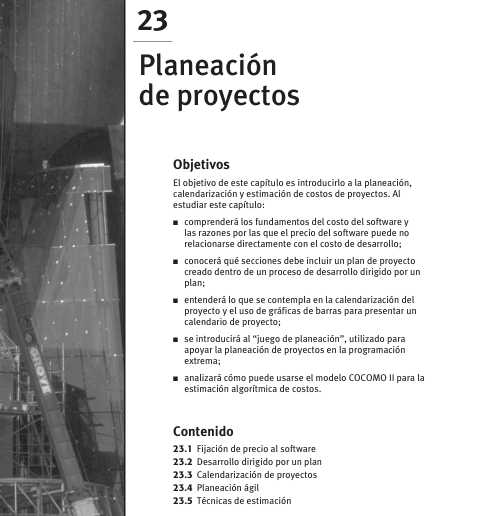 23
Planeación
de proyectos
Objetivos
El objetivo de este capítulo es introducirlo a la planeación,
calendarización y estimación de costos de proyectos. Al
estudiar este capítulo:
■ comprenderá los fundamentos del costo del software y
las razones por las que el precio del software puede no
relacionarse directamente con el costo de desarrollo;
■ conocerá qué secciones debe incluir un plan de proyecto
creado dentro de un proceso de desarrollo dirigido por un
plan;
■ entenderá lo que se contempla en la calendarización del
proyecto y el uso de gráficas de barras para presentar un
calendario de proyecto;
■ se introducirá al “juego de planeación”, utilizado para
apoyar la planeación de proyectos en la programación
extrema;
■ analizará cómo puede usarse el modelo COCOMO II para la
estimación algorítmica de costos.
Contenido
23.1 Fijación de precio al software
23.2 Desarrollo dirigido por un plan
23.3 Calendarización de proyectos
23.4 Planeación ágil
23.5 Técnicas de estimación
GROVE